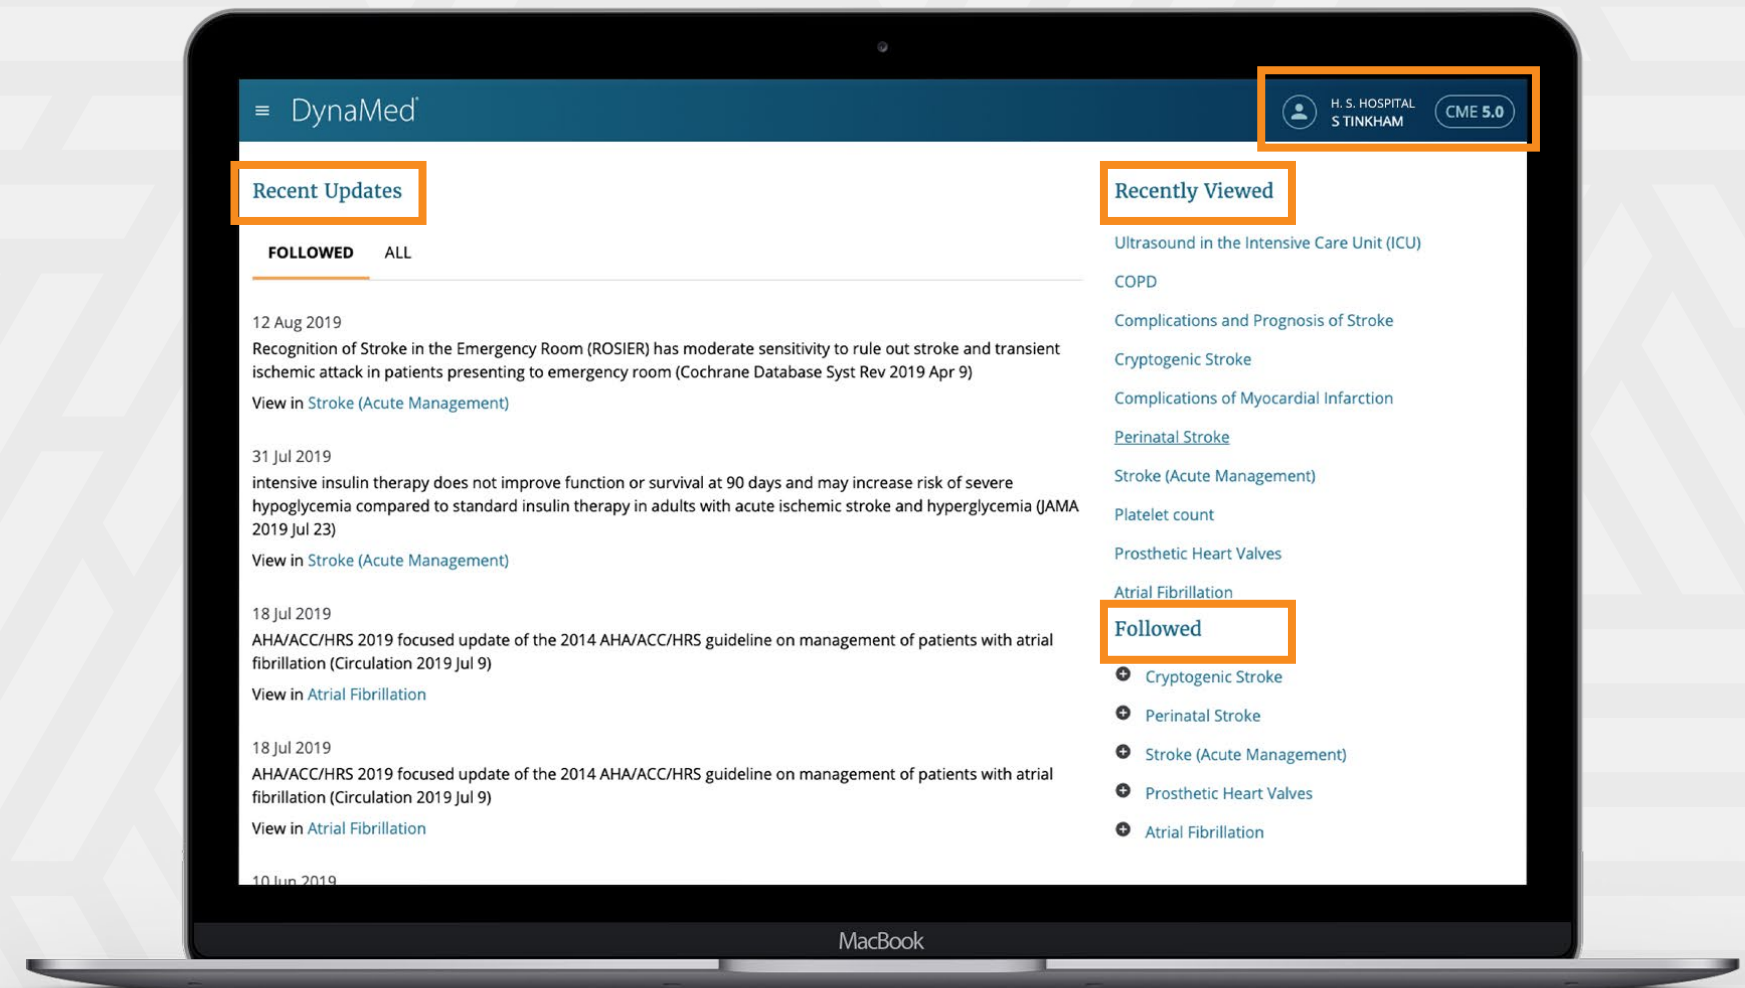 ≡ DynaMed
H. S. HOSPITAL
S TINKHAM
CME 5.0
Recent Updates
FOLLOWED ALL
12 Aug 2019
Recognition of Stroke in the Emergency Room (ROSIER) has moderate sensitivity to rule out stroke and transient
ischemic attack in patients presenting to emergency room (Cochrane Database Syst Rev 2019 Apr 9)
View in Stroke (Acute Management)
31 Jul 2019
intensive insulin therapy does not improve function or survival at 90 days and may increase risk of severe
hypoglycemia compared to standard insulin therapy in adults with acute ischemic stroke and hyperglycemia (JAMA
2019 Jul 23)
View in Stroke (Acute Management)
18 Jul 2019
AHA/ACC/HRS 2019 focused update of the 2014 AHA/ACC/HRS guideline on management of patients with atrial
fibrillation (Circulation 2019 Jul 9)
View in Atrial Fibrillation
18 Jul 2019
AHA/ACC/HRS 2019 focused update of the 2014 AHA/ACC/HRS guideline on management of patients with atrial
fibrillation (Circulation 2019 Jul 9)
View in Atrial Fibrillation
10 Jun 2019
Recently Viewed
Ultrasound in the Intensive Care Unit (ICU)
COPD
Complications and Prognosis of Stroke
Cryptogenic Stroke
Complications of Myocardial Infarction
Perinatal Stroke
Stroke (Acute Management)
Platelet count
Prosthetic Heart Valves
Atrial Fibrillation
Followed
Cryptogenic Stroke
Perinatal Stroke
Stroke (Acute Management)
Prosthetic Heart Valves
Atrial Fibrillation
MacBook